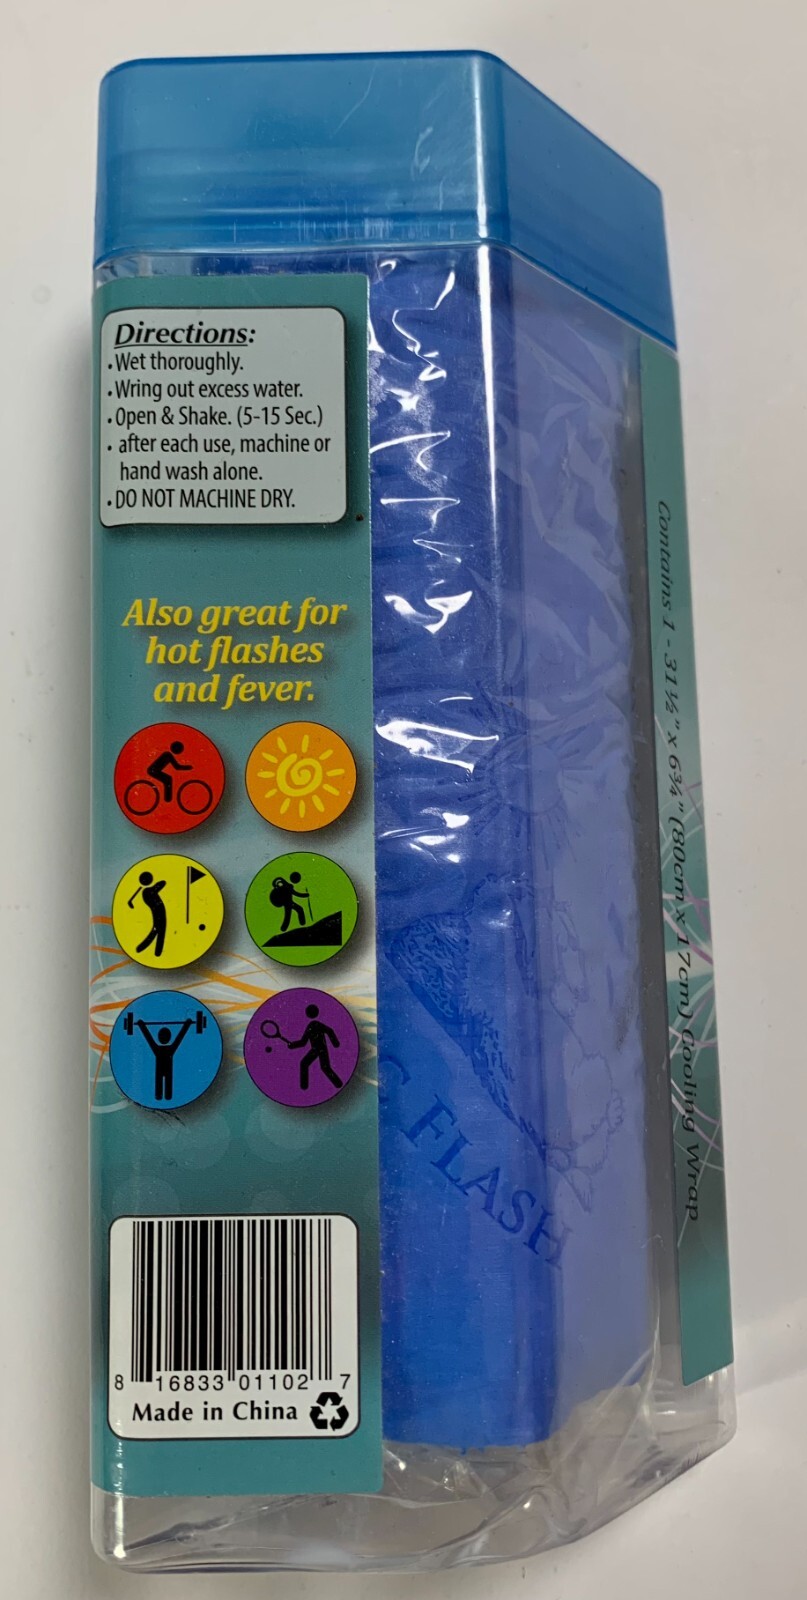 Directions:
•Wet thoroughly.
•Wring out excess water.
•Open & Shake. (5-15 Sec.)
• after each use, machine or
hand wash alone.
•DO NOT MACHINE DRY.
Also great for
hot flashes
and fever.
8 16833 01102 7
Made in China
C FLASH
Contains 1 - 31½" x 6¾" (80cm x 17cm) Cooling Wrap